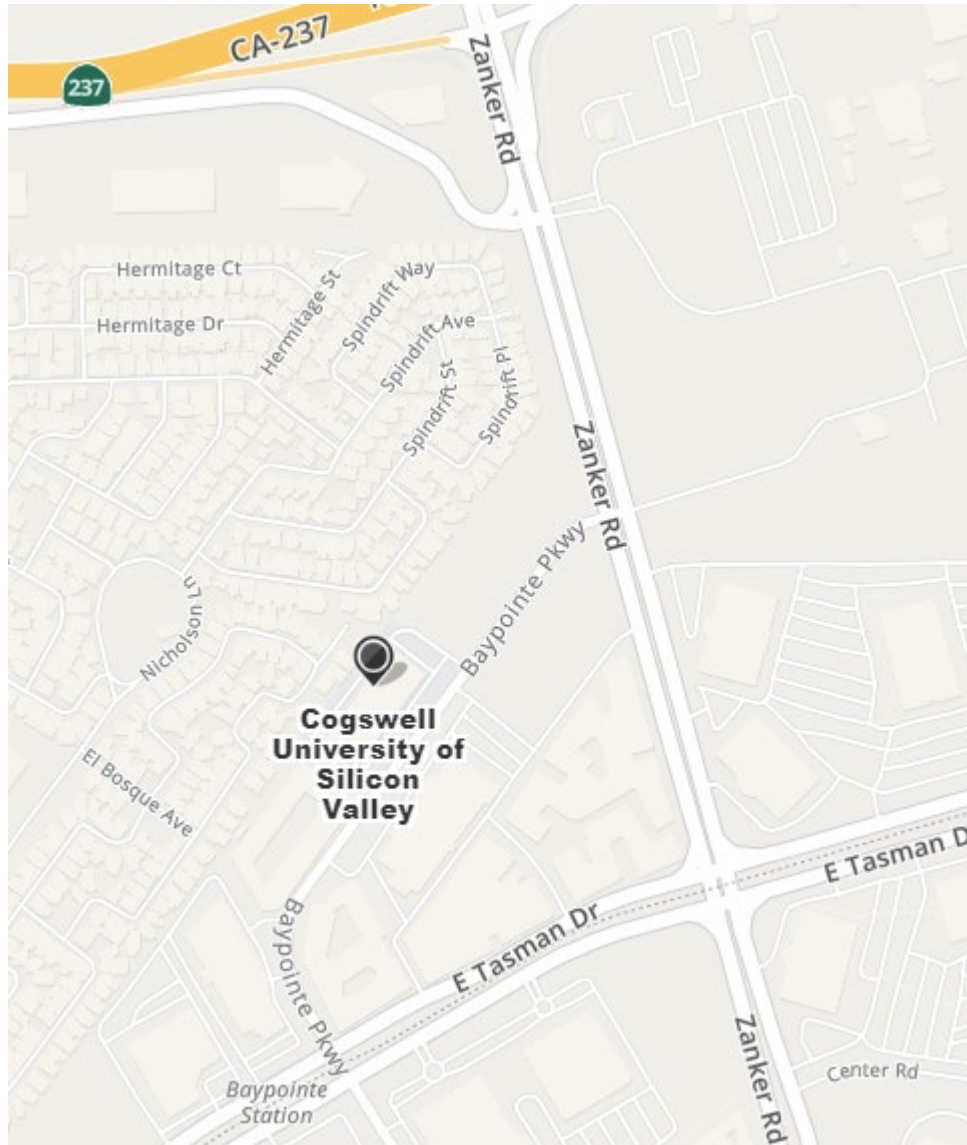 CA-237
237
Zanker Rd
Hermitage Ct
Hermitage Dr
Hermitage St
Spindrift Way
Spindrift Ave
Spindrift St
Spindrift Pl
Zanker Rd
Baypointe Pkwy
Nicholson Ln
Cogswell
University of
Silicon
Valley
El Bosque Ave
E Tasman D
E Tasman Dr
Baypointe Pkwy
Zanker Rd
Center Rd
Baypointe
Station